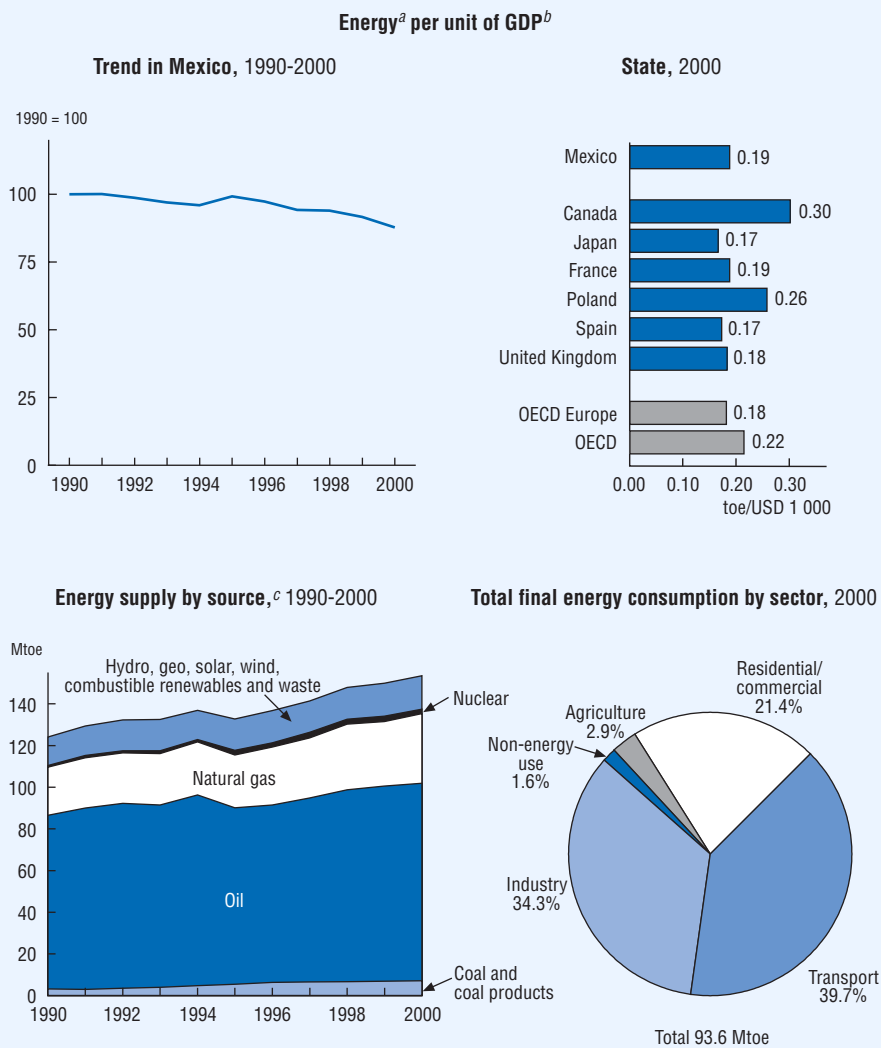 Energya per unit of GDPb
Trend in Mexico, 1990-2000
1990 = 100
100
75
50
25
0
1990 1992 1994 1996 1998 2000
State, 2000
Mexico 0.19
Canada 0.30
Japan 0.17
France 0.19
Poland 0.26
Spain 0.17
United Kingdom 0.18
OECD Europe 0.18
OECD 0.22
0.00 0.10 0.20 0.30
toe/USD 1 000
Energy supply by source,c 1990-2000
Mtoe
140
120
100
80
60
40
20
0
1990 1992 1994 1996 1998 2000
Hydro, geo, solar, wind,
combustible renewables and waste
Nuclear
Natural gas
Oil
Coal and
coal products
Total final energy consumption by sector, 2000
Residential/
commercial
21.4%
Agriculture
2.9%
Non-energy
use
1.6%
Industry
34.3%
Transport
39.7%
Total 93.6 Mtoe